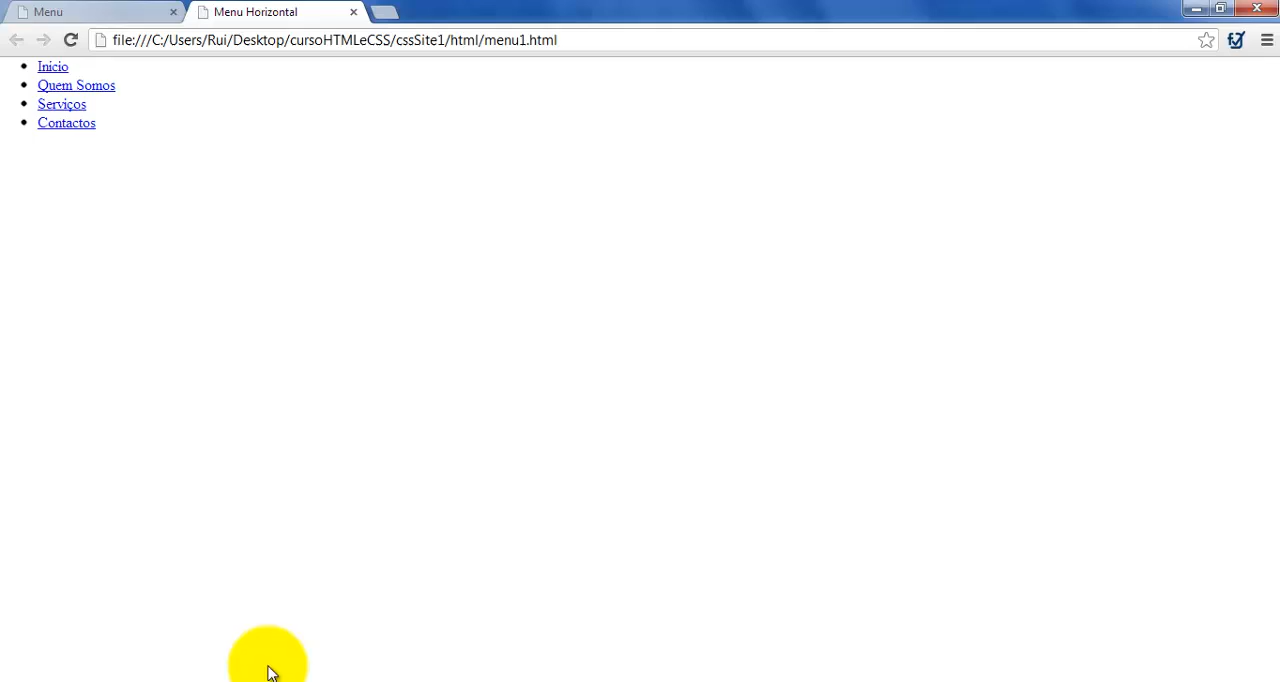 Menu
Menu Horizontal
file:///C:/Users/Rui/Desktop/cursoHTMLeCSS/cssSite1/html/menu1.html
Inicio
Quem Somos
Serviços
Contactos